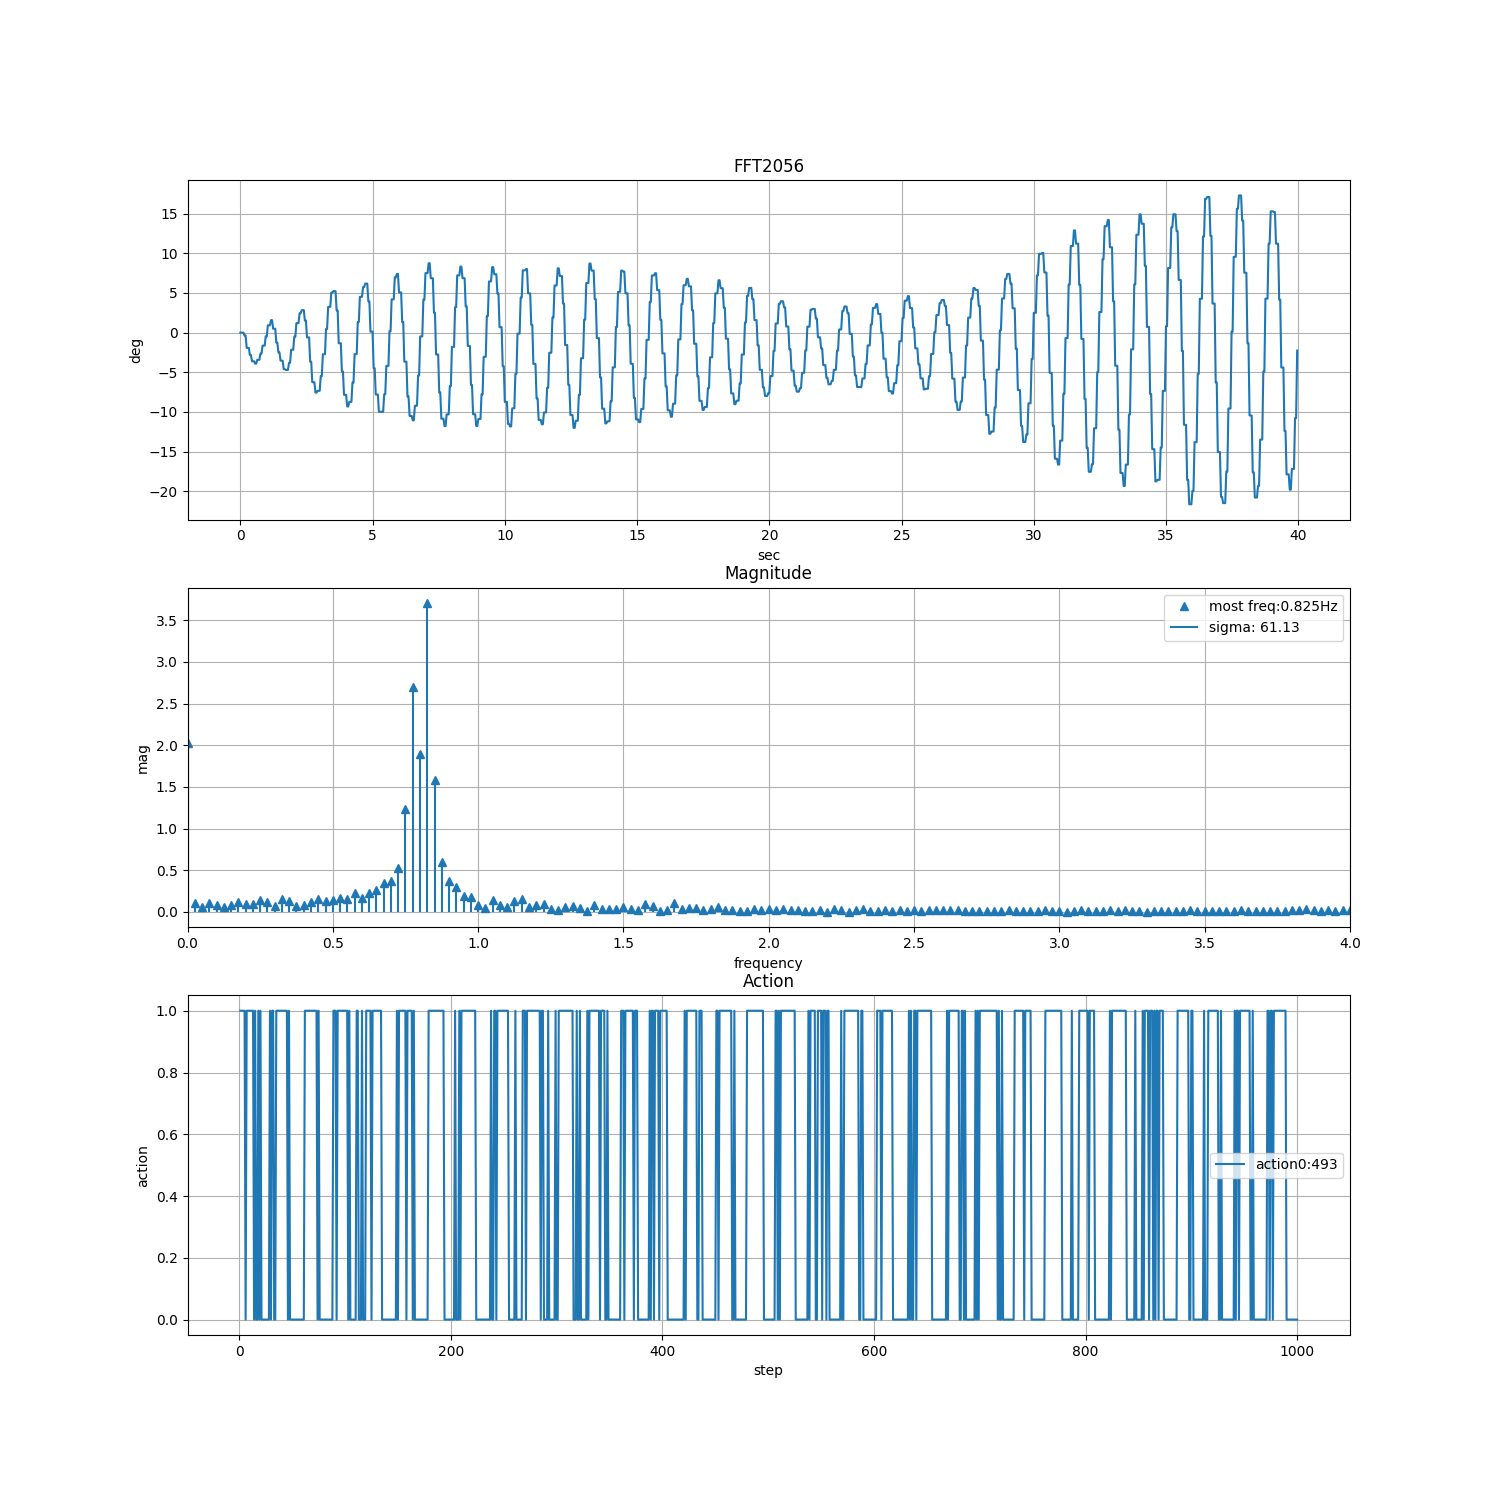 FFT2056
15
10
5
0
−5
−10
−15
−20
deg
0 5 10 15 20 25 30 35 40
sec
Magnitude
3.5
3.0
2.5
2.0
1.5
1.0
0.5
0.0
mag
most freq:0.825Hz
sigma: 61.13
0.0 0.5 1.0 1.5 2.0 2.5 3.0 3.5 4.0
frequency
Action
1.0
0.8
0.6
0.4
0.2
0.0
action
action0:493
0 200 400 600 800 1000
step